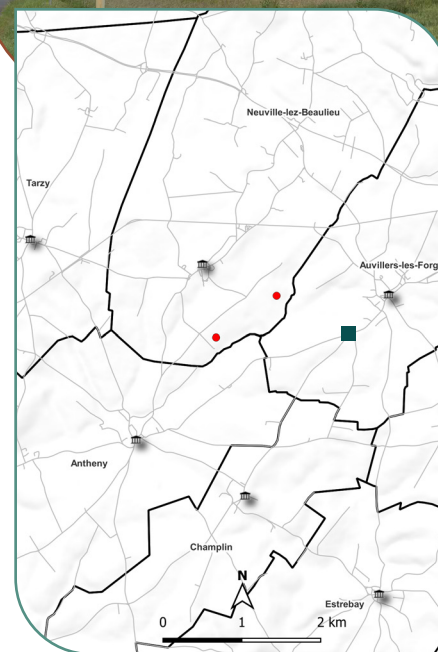 Neuville-lez-Beaulieu
Tarzy
Auvillers-les-Forg
Antheny
Champlin
N
Estrebay
0 1 2 km